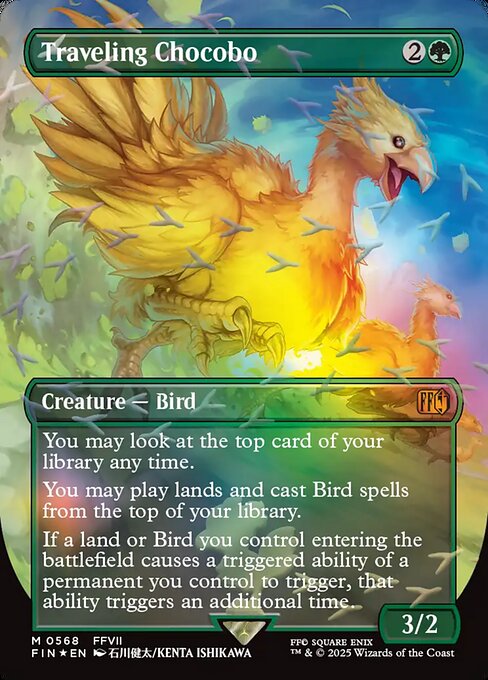 Traveling Chocobo 2
Creature — Bird
FFVII
You may look at the top card of your
library any time.
You may play lands and cast Bird spells
from the top of your library.
If a land or Bird you control entering the
battlefield causes a triggered ability of a
permanent you control to trigger, that
ability triggers an additional time.
3/2
M 0568 FFVII
FIN★EN 石川健太/KENTA ISHIKAWA
FF© SQUARE ENIX
™ & © 2025 Wizards of the Coast